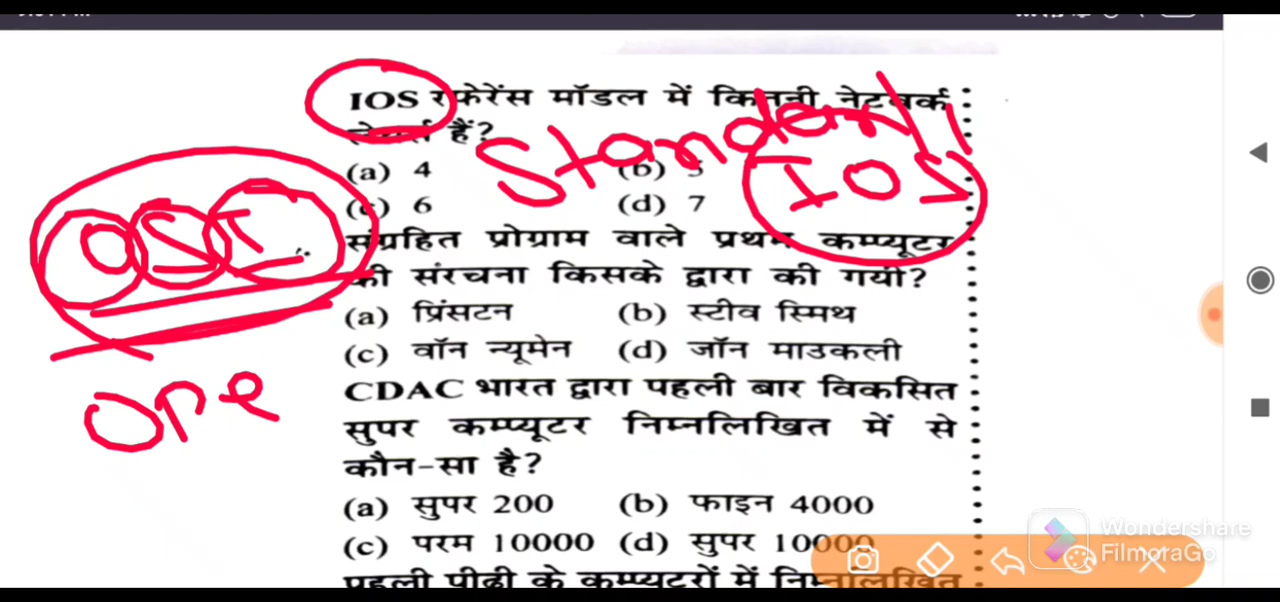 IOS रेफरेंस मॉडल में कितनी नेटवर्क
हैं?
(a) 4 (b) 5
(c) 6 (d) 7
Standerd
IOS
OSI
ope
संग्रहित प्रोग्राम वाले प्रथम कम्प्यूटर
की संरचना किसके द्वारा की गयी?
(a) प्रिंसटन (b) स्टीव स्मिथ
(c) वॉन न्यूमेन (d) जॉन माउकली
CDAC भारत द्वारा पहली बार विकसित
सुपर कम्प्यूटर निम्नलिखित में से
कौन-सा है?
(a) सुपर 200 (b) फाइन 4000
(c) परम 10000 (d) सुपर 10000
पहली पीढ़ी के कम्प्यूटरों में निम्नलिखित
Wondershare
FilmoraGo